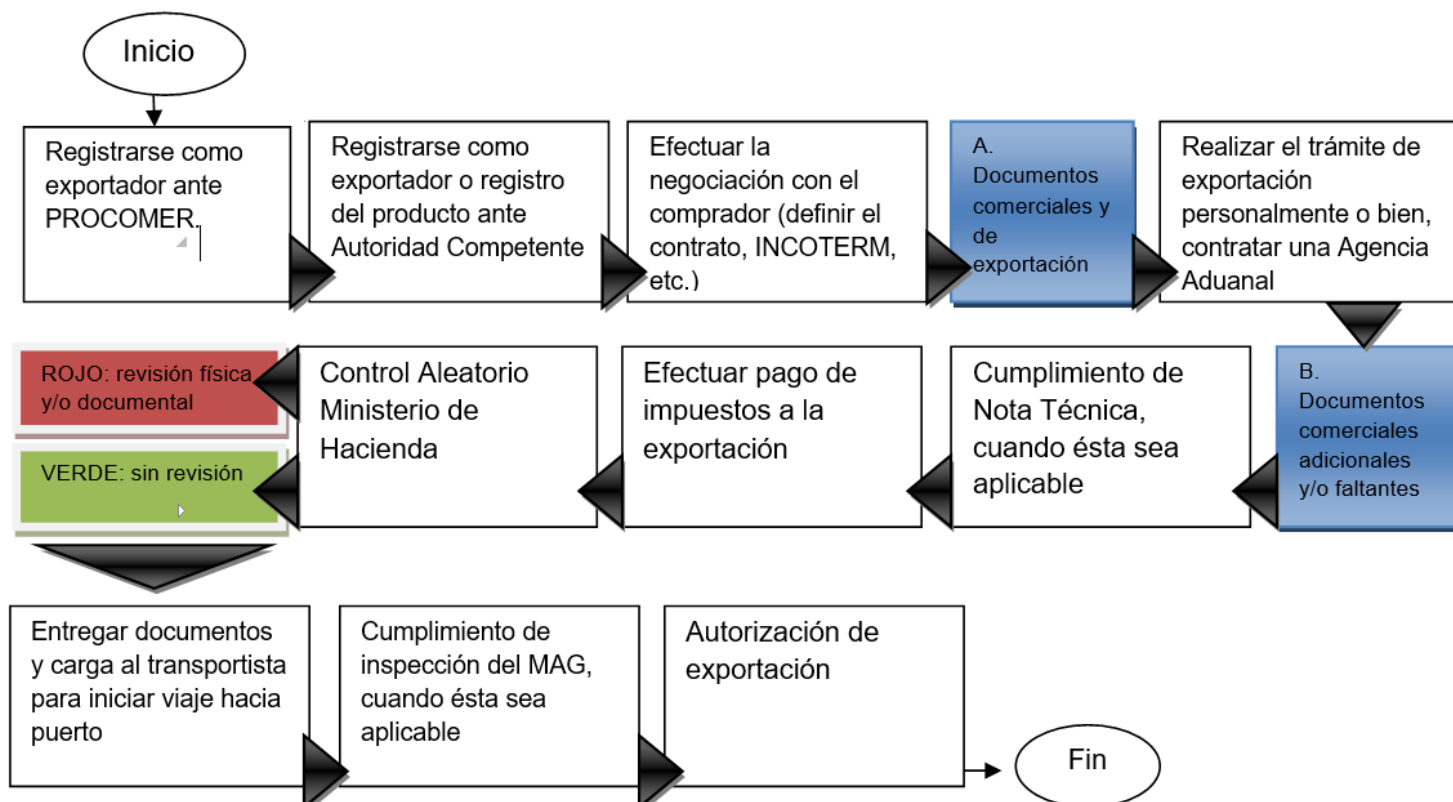 Inicio
Registrarse como
exportador ante
PROCOMER.
Registrarse como
exportador o registro
del producto ante
Autoridad Competente
Efectuar la
negociación con el
comprador (definir el
contrato, INCOTERM,
etc.)
A.
Documentos
comerciales y
de
exportación
Realizar el trámite de
exportación
personalmente o bien,
contratar una Agencia
Aduanal
B.
Documentos
comerciales
adicionales
y/o faltantes
Cumplimiento de
Nota Técnica,
cuando ésta sea
aplicable
Efectuar pago de
impuestos a la
exportación
Control Aleatorio
Ministerio de
Hacienda
ROJO: revisión física
y/o documental
VERDE: sin revisión
Entregar documentos
y carga al transportista
para iniciar viaje hacia
puerto
Cumplimiento de
inspección del MAG,
cuando ésta sea
aplicable
Autorización de
exportación
Fin